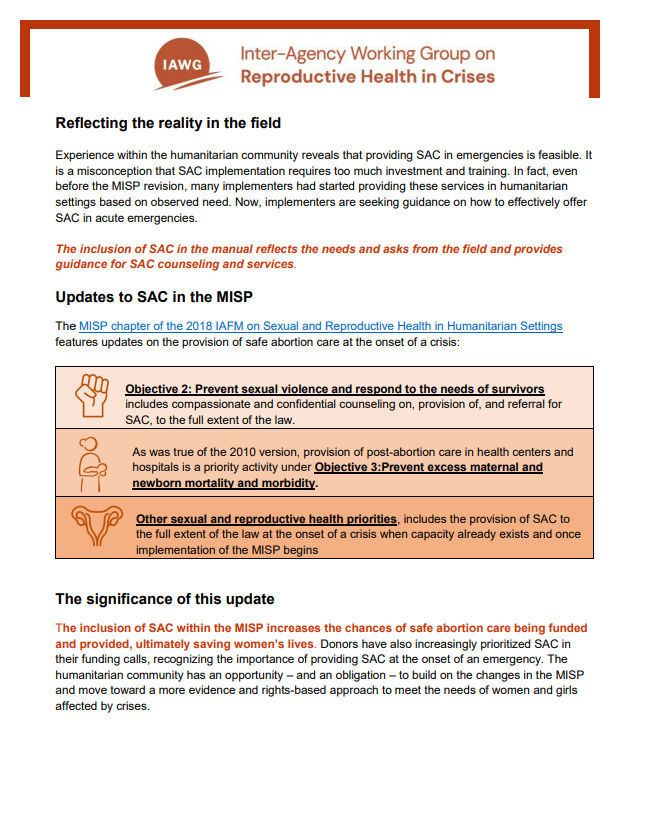 IAWG
Inter-Agency Working Group on
Reproductive Health in Crises
Reflecting the reality in the field
Experience within the humanitarian community reveals that providing SAC in emergencies is feasible. It
is a misconception that SAC implementation requires too much investment and training. In fact, even
before the MISP revision, many implementers had started providing these services in humanitarian
settings based on observed need. Now, implementers are seeking guidance on how to effectively offer
SAC in acute emergencies.
The inclusion of SAC in the manual reflects the needs and asks from the field and provides
guidance for SAC counseling and services.
Updates to SAC in the MISP
The MISP chapter of the 2018 IAFM on Sexual and Reproductive Health in Humanitarian Settings
features updates on the provision of safe abortion care at the onset of a crisis:
Objective 2: Prevent sexual violence and respond to the needs of survivors
includes compassionate and confidential counseling on, provision of, and referral for
SAC, to the full extent of the law.
As was true of the 2010 version, provision of post-abortion care in health centers and
hospitals is a priority activity under Objective 3:Prevent excess maternal and
newborn mortality and morbidity.
Other sexual and reproductive health priorities, includes the provision of SAC to
the full extent of the law at the onset of a crisis when capacity already exists and once
implementation of the MISP begins
The significance of this update
The inclusion of SAC within the MISP increases the chances of safe abortion care being funded
and provided, ultimately saving women's lives. Donors have also increasingly prioritized SAC in
their funding calls, recognizing the importance of providing SAC at the onset of an emergency. The
humanitarian community has an opportunity – and an obligation – to build on the changes in the MISP
and move toward a more evidence and rights-based approach to meet the needs of women and girls
affected by crises.